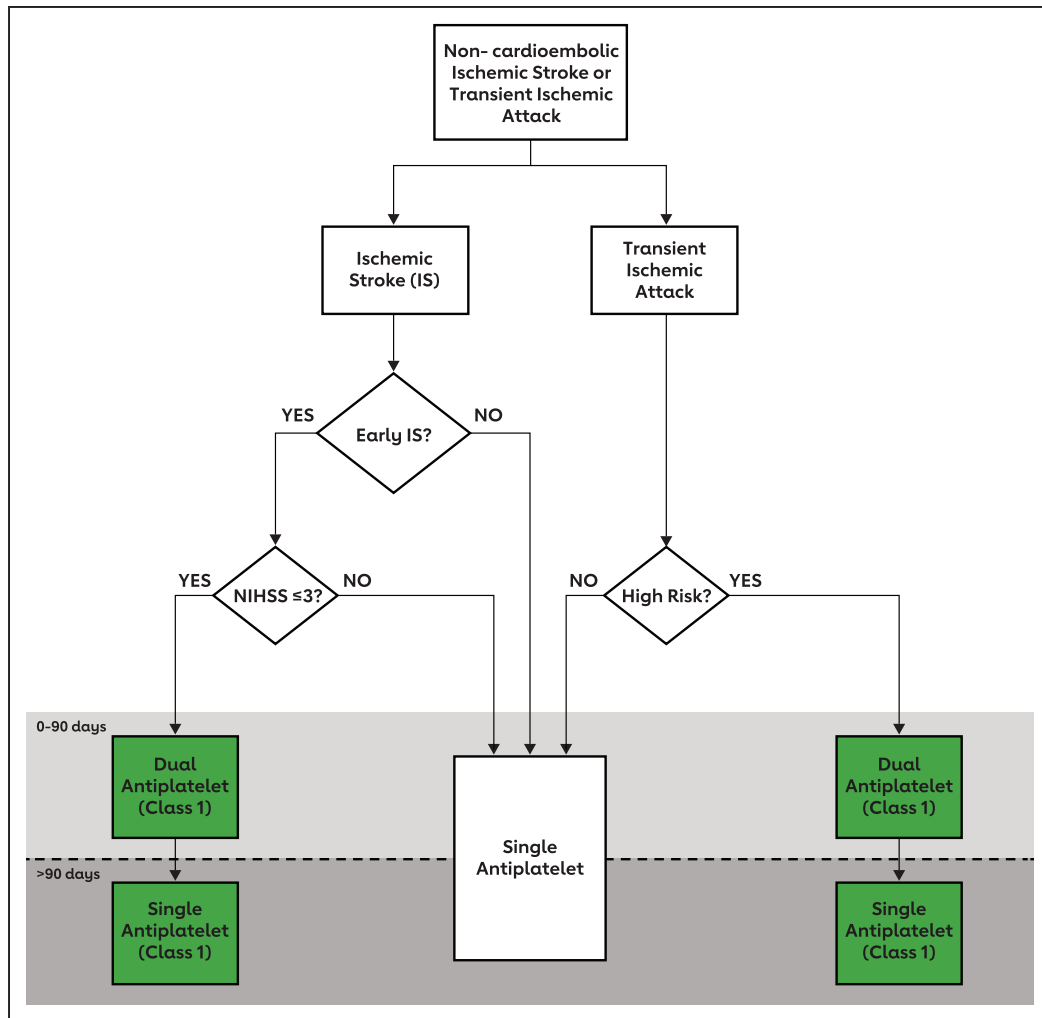 Non- cardioembolic
Ischemic Stroke or
Transient Ischemic
Attack
Ischemic
Stroke (IS)
Transient
Ischemic
Attack
YES
Early IS?
NO
YES
NIHSS ≤3?
NO
NO
High Risk?
YES
0-90 days
Dual
Antiplatelet
(Class 1)
Single
Antiplatelet
Dual
Antiplatelet
(Class 1)
>90 days
Single
Antiplatelet
(Class 1)
Single
Antiplatelet
(Class 1)